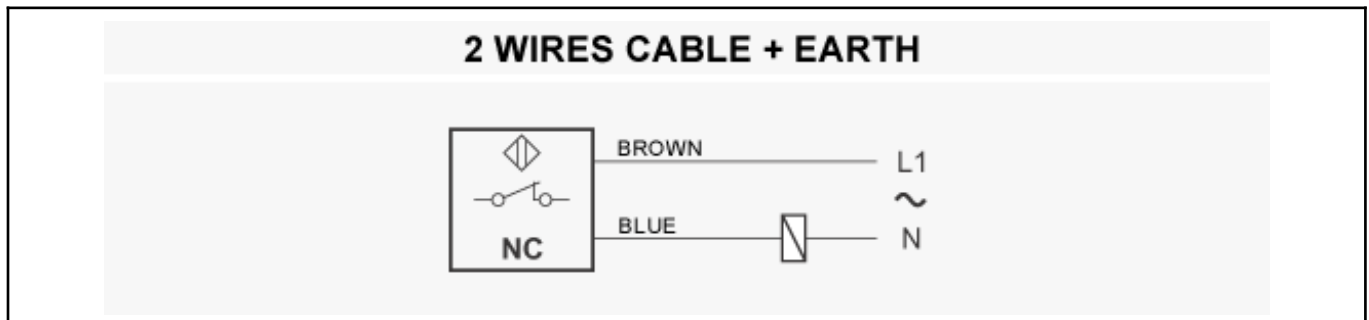 2 WIRES CABLE + EARTH
BROWN
L1
~
BLUE
N
NC